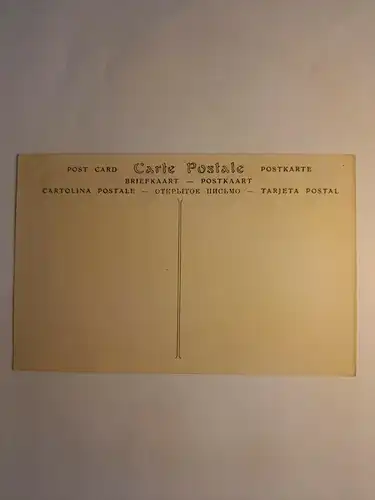 POST CARD Carte Postale POSTKARTE
BRIEFKAART — POSTKAART
CARTOLINA POSTALE — ОТКРЫТОЕ ПИСЬМО — TARJETA POSTAL